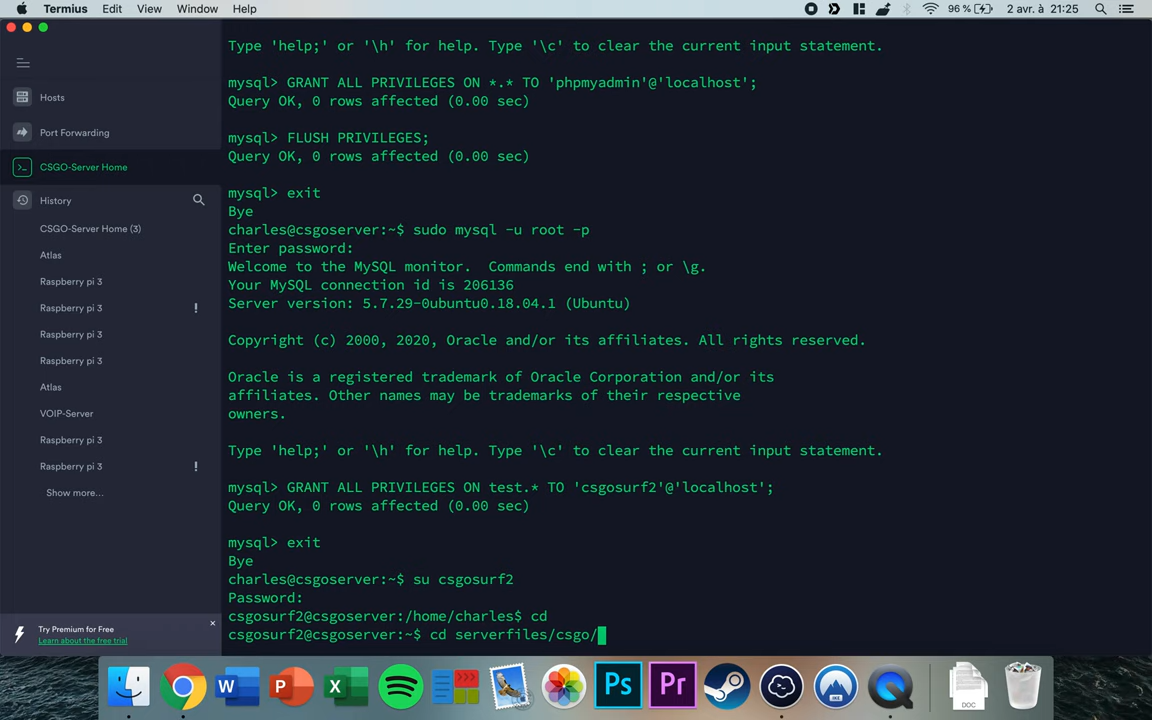 Termius Edit View Window Help
96 % 2 avr. à 21:25
Hosts
Port Forwarding
CSGO-Server Home
History
CSGO-Server Home (3)
Atlas
Raspberry pi 3
Raspberry pi 3 !
Raspberry pi 3
Raspberry pi 3
Atlas
VOIP-Server
Raspberry pi 3
Raspberry pi 3 !
Show more...
Try Premium for Free
Learn about the free trial
Type 'help;' or '\h' for help. Type '\c' to clear the current input statement.
mysql> GRANT ALL PRIVILEGES ON *.* TO 'phpmyadmin'@'localhost';
Query OK, 0 rows affected (0.00 sec)
mysql> FLUSH PRIVILEGES;
Query OK, 0 rows affected (0.00 sec)
mysql> exit
Bye
charles@csgoserver:~$ sudo mysql -u root -p
Enter password:
Welcome to the MySQL monitor.  Commands end with ; or \g.
Your MySQL connection id is 206136
Server version: 5.7.29-0ubuntu0.18.04.1 (Ubuntu)
Copyright (c) 2000, 2020, Oracle and/or its affiliates. All rights reserved.
Oracle is a registered trademark of Oracle Corporation and/or its
affiliates. Other names may be trademarks of their respective
owners.
Type 'help;' or '\h' for help. Type '\c' to clear the current input statement.
mysql> GRANT ALL PRIVILEGES ON test.* TO 'csgosurf2'@'localhost';
Query OK, 0 rows affected (0.00 sec)
mysql> exit
Bye
charles@csgoserver:~$ su csgosurf2
Password:
csgosurf2@csgoserver:/home/charles$ cd
csgosurf2@csgoserver:~$ cd serverfiles/csgo/
W P X Ps Pr
DOC